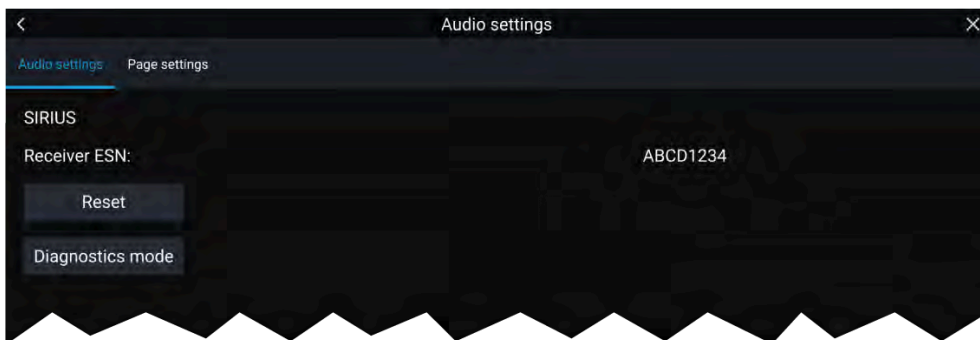 Audio settings
Audio settings Page settings
SIRIUS
Receiver ESN: ABCD1234
Reset
Diagnostics mode